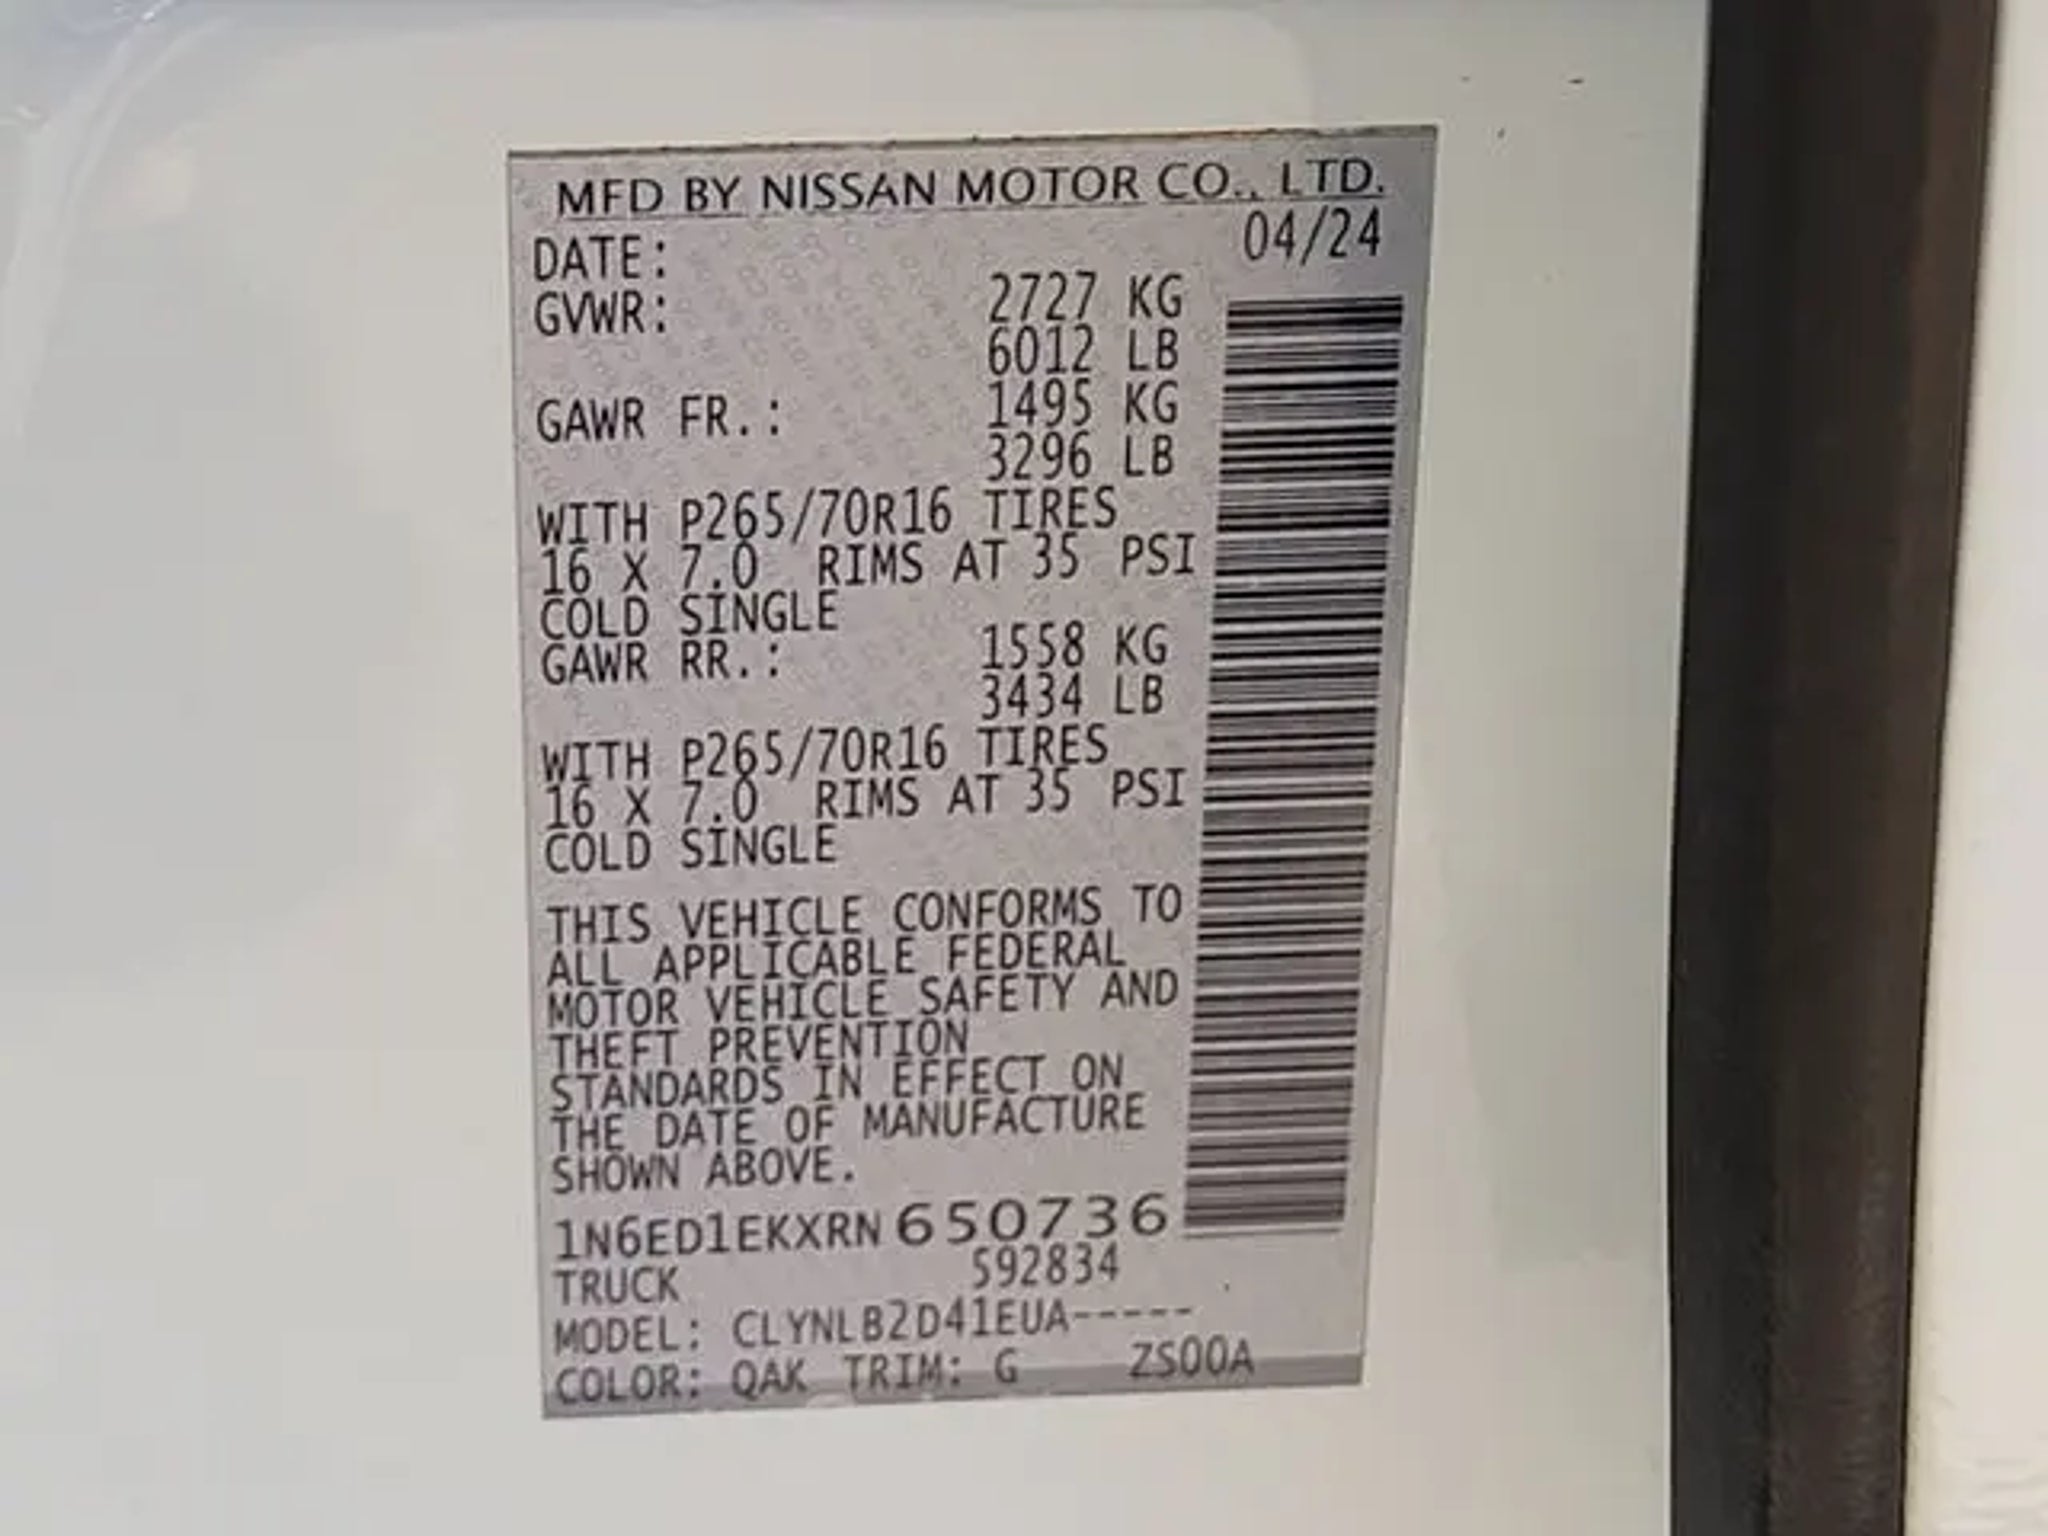 MFD BY NISSAN MOTOR CO., LTD.
DATE: 04/24
GVWR: 2727 KG
6012 LB
GAWR FR.: 1495 KG
3296 LB
WITH P265/70R16 TIRES
16 X 7.0 RIMS AT 35 PSI
COLD SINGLE
GAWR RR.: 1558 KG
3434 LB
WITH P265/70R16 TIRES
16 X 7.0 RIMS AT 35 PSI
COLD SINGLE
THIS VEHICLE CONFORMS TO
ALL APPLICABLE FEDERAL
MOTOR VEHICLE SAFETY AND
THEFT PREVENTION
STANDARDS IN EFFECT ON
THE DATE OF MANUFACTURE
SHOWN ABOVE.
1N6ED1EKXRN650736
TRUCK 592834
MODEL: CLYNLB2D41EUA-----
COLOR: QAK TRIM: G ZS00A